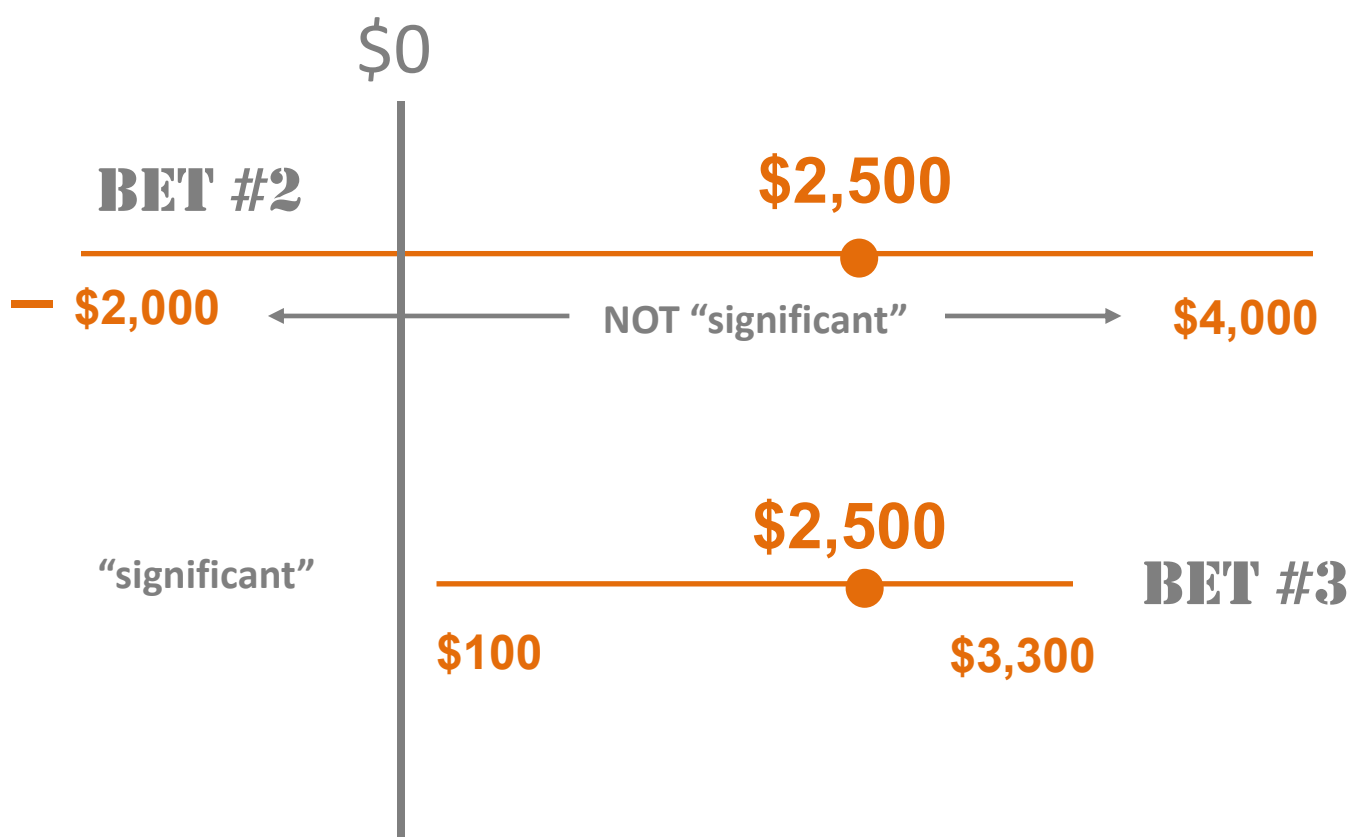 $0
BET #2
$2,500
— $2,000
NOT “significant”
$4,000
$2,500
“significant”
BET #3
$100
$3,300